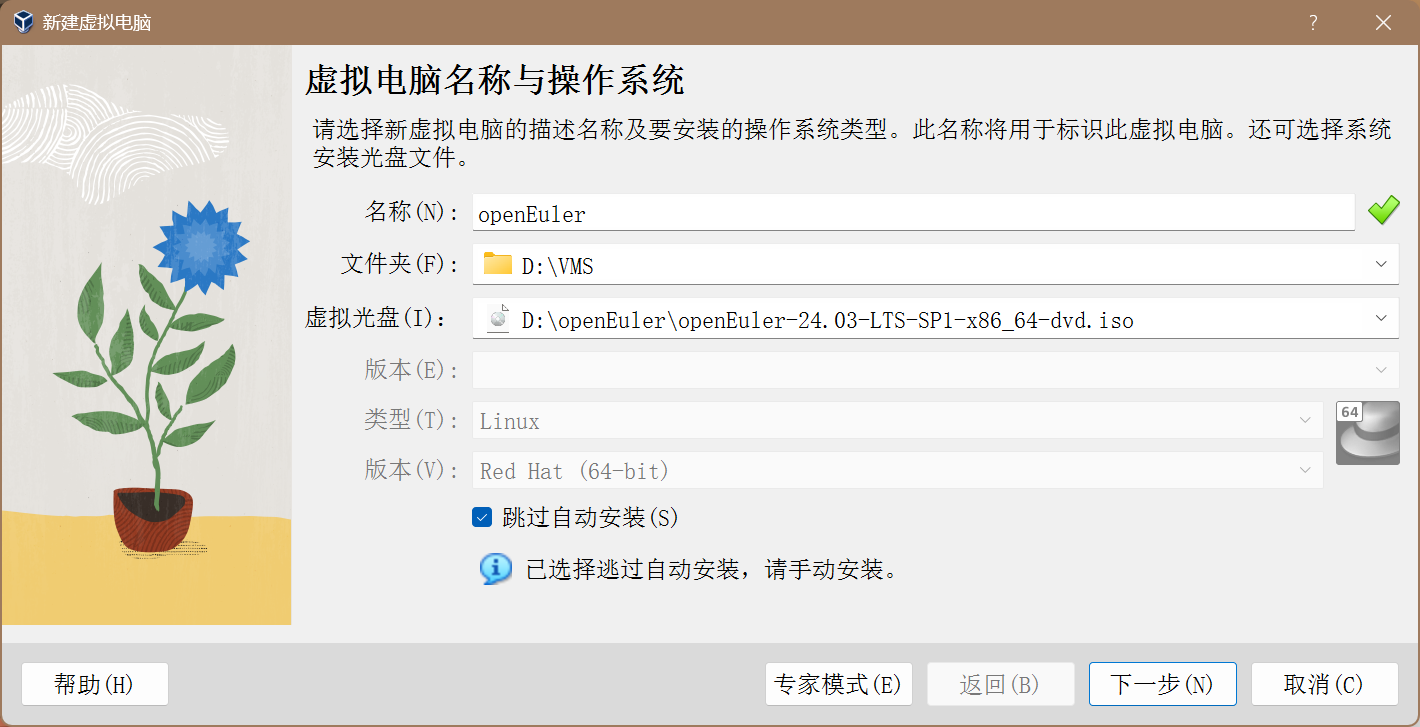 新建虚拟电脑
?
虚拟电脑名称与操作系统
请选择新虚拟电脑的描述名称及要安装的操作系统类型。此名称将用于标识此虚拟电脑。还可选择系统
安装光盘文件。
名称(N): openEuler
文件夹(F): D:\VMS
虚拟光盘(I): D:\openEuler\openEuler-24.03-LTS-SP1-x86_64-dvd.iso
版本(E):
类型(T): Linux
64
版本(V): Red Hat (64-bit)
跳过自动安装(S)
已选择逃过自动安装，请手动安装。
帮助(H) 专家模式(E) 返回(B) 下一步(N) 取消(C)